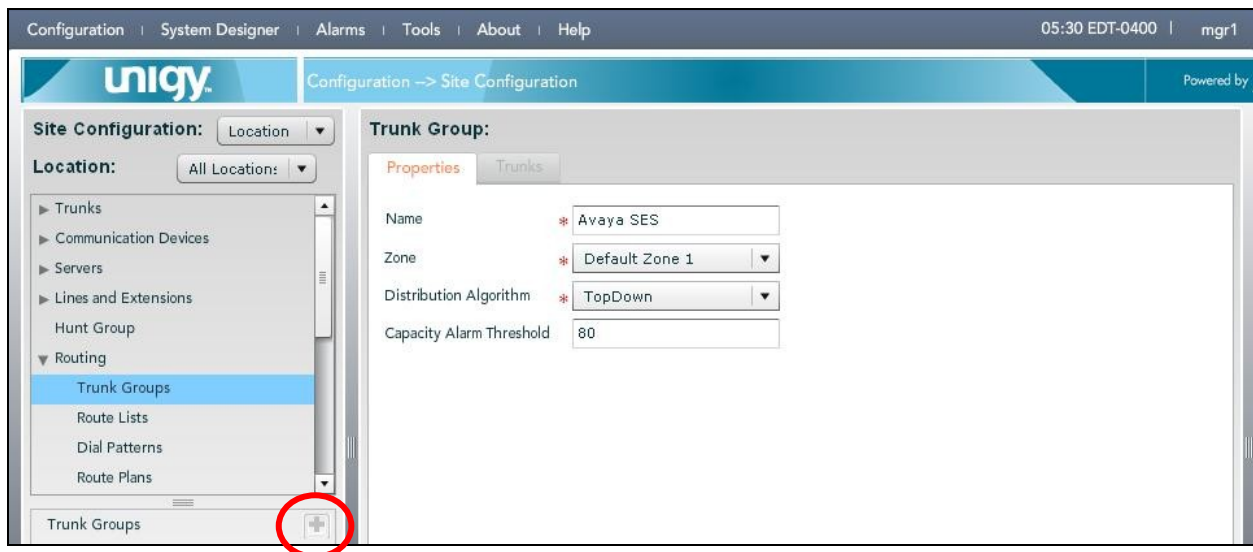 Configuration | System Designer | Alarms | Tools | About | Help 05:30 EDT-0400 | mgr1
unigy.
Configuration --> Site Configuration
Powered by
Site Configuration: Location
Location: All Location:
Trunks
Communication Devices
Servers
Lines and Extensions
Hunt Group
Routing
Trunk Groups
Route Lists
Dial Patterns
Route Plans
Trunk Groups
Trunk Group:
Properties Trunks
Name * Avaya SES
Zone * Default Zone 1
Distribution Algorithm * TopDown
Capacity Alarm Threshold 80